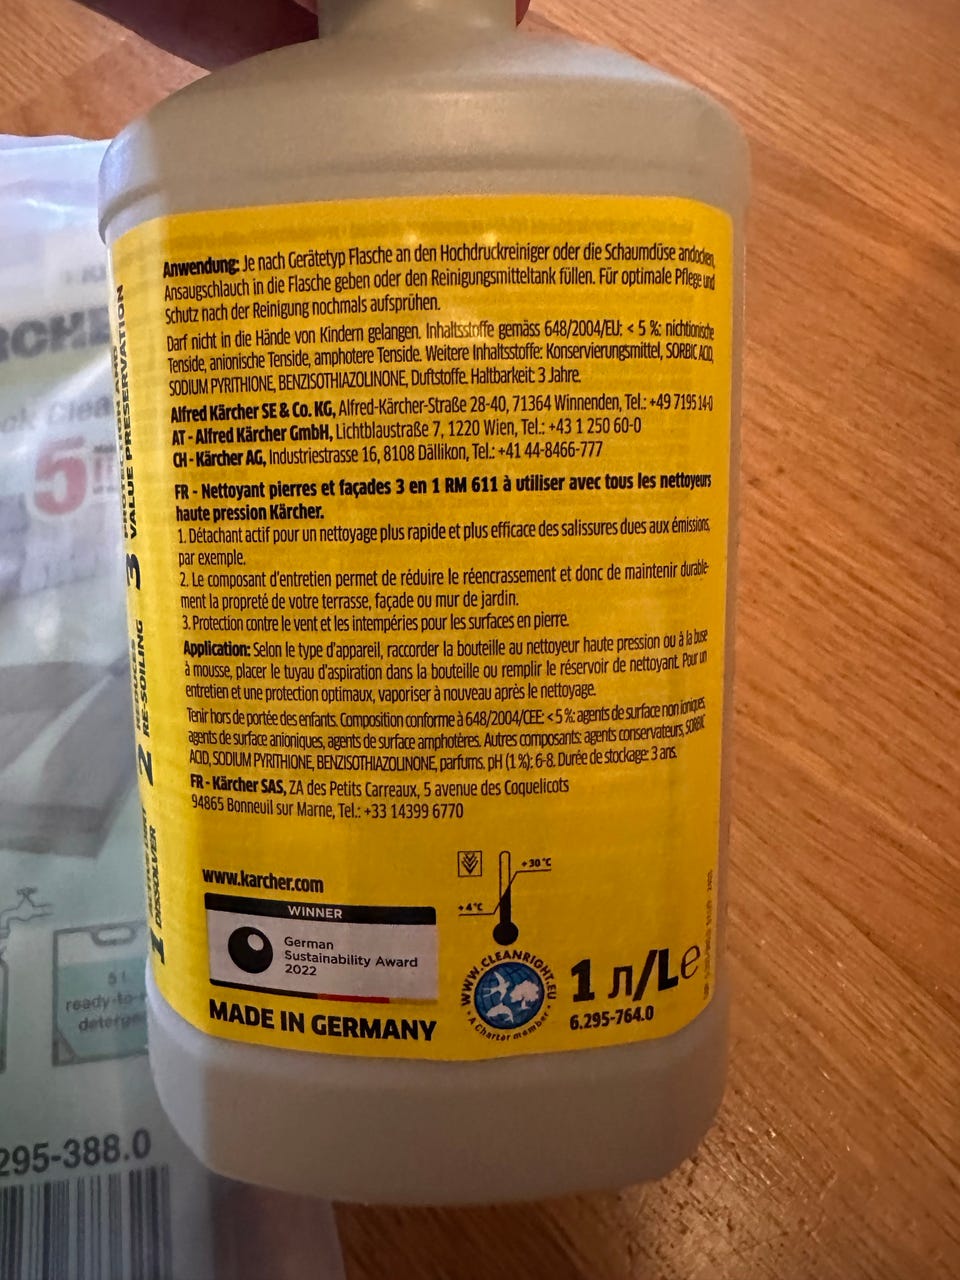 Anwendung: Je nach Gerätetyp Flasche an den Hochdruckreiniger oder die Schaumdüse andocken,
Ansaugschlauch in die Flasche geben oder den Reinigungsmitteltank füllen. Für optimale Pflege und
Schutz nach der Reinigung nochmals aufsprühen.
Darf nicht in die Hände von Kindern gelangen. Inhaltsstoffe gemäss 648/2004/EU: < 5 %: nichtionische
Tenside, anionische Tenside, amphotere Tenside. Weitere Inhaltsstoffe: Konservierungsmittel, SORBIC ACID,
SODIUM PYRITHIONE, BENZISOTHIAZOLINONE, Duftstoffe. Haltbarkeit: 3 Jahre.
Alfred Kärcher SE & Co. KG, Alfred-Kärcher-Straße 28-40, 71364 Winnenden, Tel.: +49 7195 14-0
AT - Alfred Kärcher GmbH, Lichtblaustraße 7, 1220 Wien, Tel.: +43 1 250 60-0
CH - Kärcher AG, Industriestrasse 16, 8108 Dällikon, Tel.: +41 44-8466-777
FR - Nettoyant pierres et façades 3 en 1 RM 611 à utiliser avec tous les nettoyeurs
haute pression Kärcher.
1. Détachant actif pour un nettoyage plus rapide et plus efficace des salissures dues aux émissions,
par exemple.
2. Le composant d'entretien permet de réduire le réencrassement et donc de maintenir durable-
ment la propreté de votre terrasse, façade ou mur de jardin.
3. Protection contre le vent et les intempéries pour les surfaces en pierre.
Application: Selon le type d'appareil, raccorder la bouteille au nettoyeur haute pression ou à la buse
à mousse, placer le tuyau d'aspiration dans la bouteille ou remplir le réservoir de nettoyant. Pour un
entretien et une protection optimaux, vaporiser à nouveau après le nettoyage.
Tenir hors de portée des enfants. Composition conforme à 648/2004/CEE: < 5 %: agents de surface non ioniques,
agents de surface anioniques, agents de surface amphotères. Autres composants: agents conservateurs, SORBIC
ACID, SODIUM PYRITHIONE, BENZISOTHIAZOLINONE, parfums. pH (1 %): 6-8. Durée de stockage: 3 ans.
FR - Kärcher SAS, ZA des Petits Carreaux, 5 avenue des Coquelicots
94865 Bonneuil sur Marne, Tel.: +33 14399 6770
www.karcher.com
WINNER
German
Sustainability Award
2022
MADE IN GERMANY
+30 °C
+4 °C
WWW.CLEANRIGHT.EU
A Charter member
1 л/L e
6.295-764.0
1
DISSOLVER
2
RE-SOILING
3 PROTECTION AND
VALUE PRESERVATION
RCHE
Clea
5
5 L
ready-to-
deterge
295-388.0